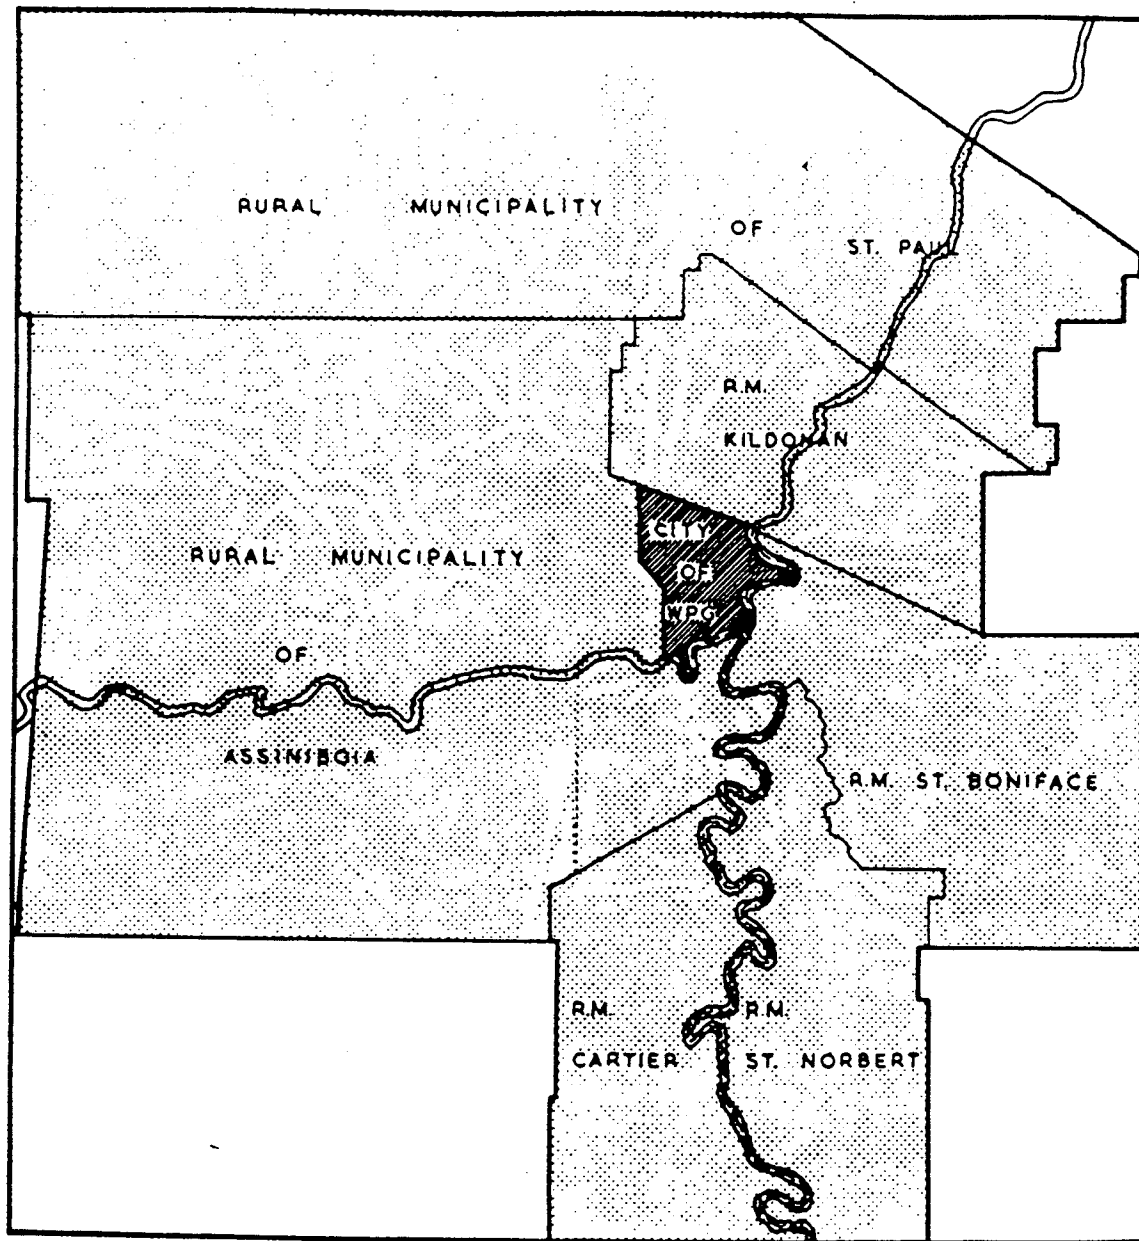 RURAL MUNICIPALITY
OF
ST. PAUL
R.M.
KILDONAN
CITY
OF
WPG
RURAL MUNICIPALITY
OF
ASSINIBOIA
R.M. ST. BONIFACE
R.M.
CARTIER
R.M.
ST. NORBERT